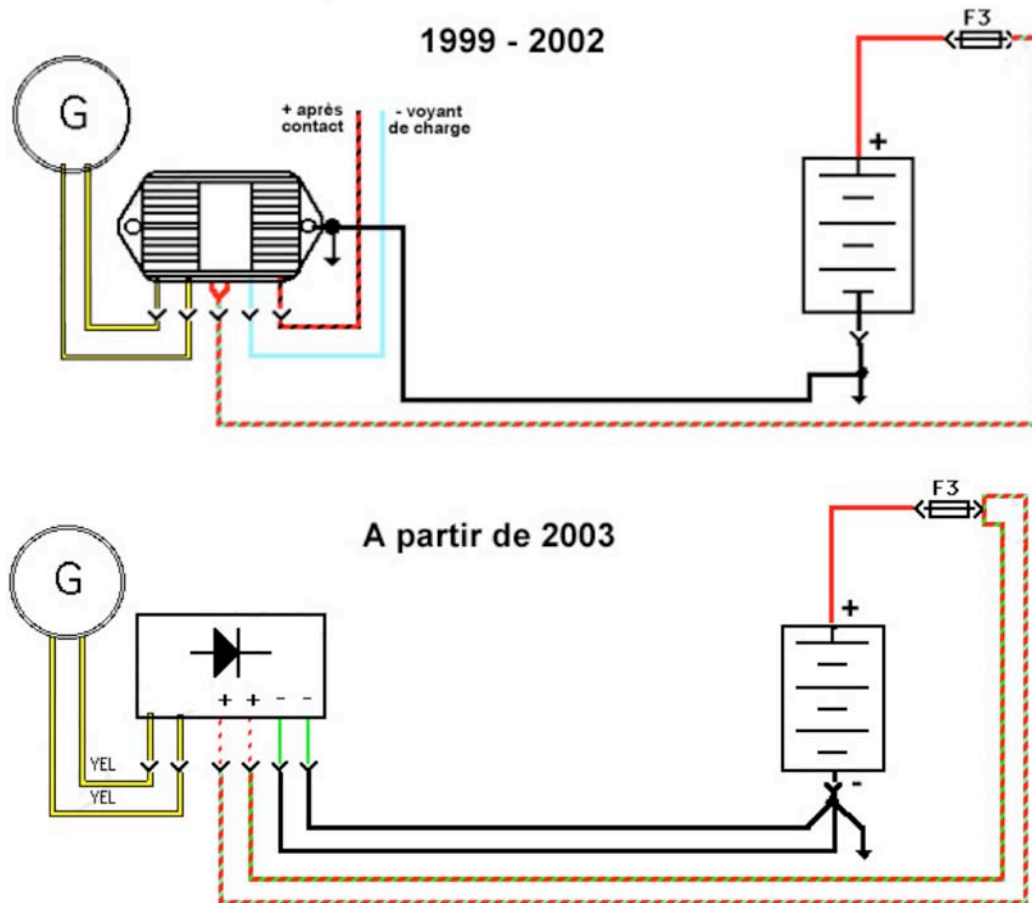 1999 - 2002
F3
G
+ après
contact
- voyant
de charge
+
F3
A partir de 2003
G
+
+ + - -
YEL
YEL
-